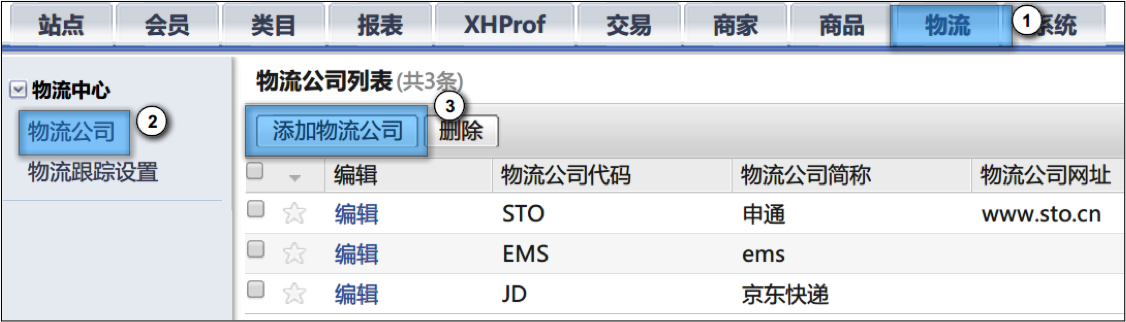 站点 会员 类目 报表 XHProf 交易 商家 商品 物流 1 系统
物流中心
物流公司 2
物流跟踪设置
物流公司列表 (共3条)
3
添加物流公司 删除
编辑 物流公司代码 物流公司简称 物流公司网址
编辑 STO 申通 www.sto.cn
编辑 EMS ems
编辑 JD 京东快递